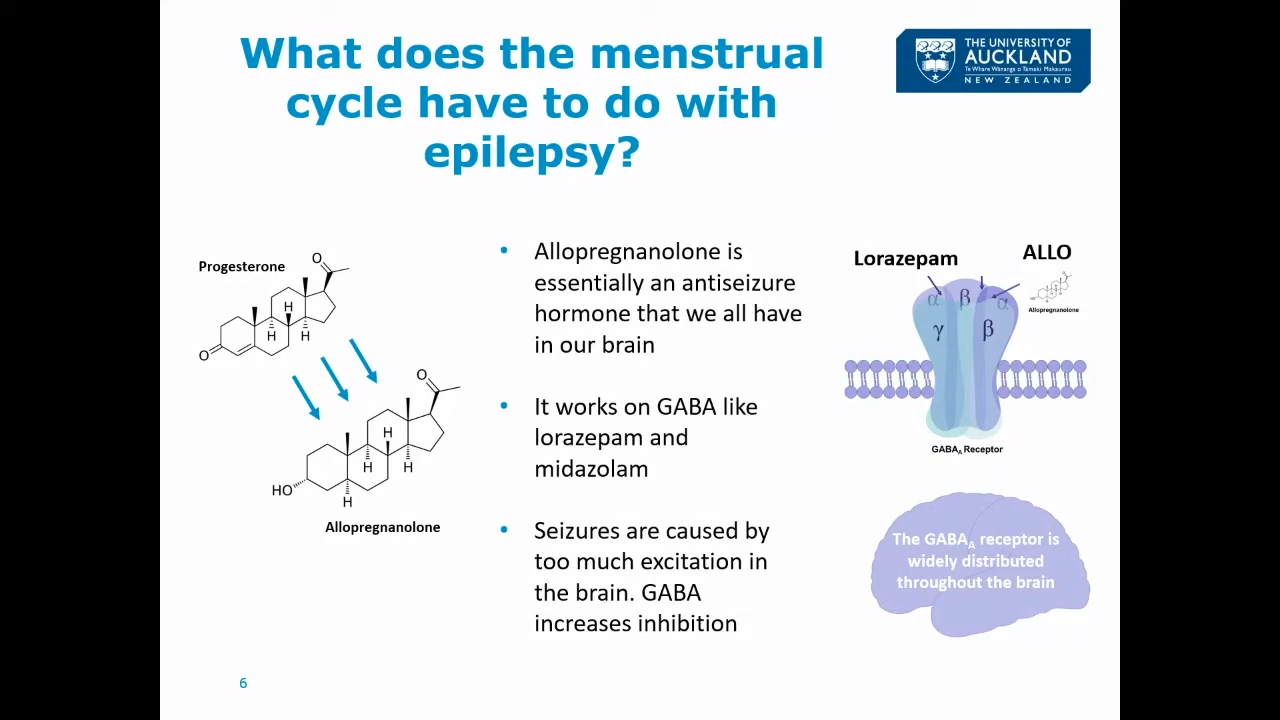 What does the menstrual
cycle have to do with
epilepsy?
THE UNIVERSITY OF
AUCKLAND
Te Whare Wānanga o Tāmaki Makaurau
NEW ZEALAND
Progesterone
O
H
H
H
O
O
H
H
H
HO
H
Allopregnanolone
• Allopregnanolone is
essentially an antiseizure
hormone that we all have
in our brain
• It works on GABA like
lorazepam and
midazolam
• Seizures are caused by
too much excitation in
the brain. GABA
increases inhibition
Lorazepam
ALLO
α β α
γ β
Allopregnanolone
GABAA Receptor
The GABAA receptor is
widely distributed
throughout the brain
6